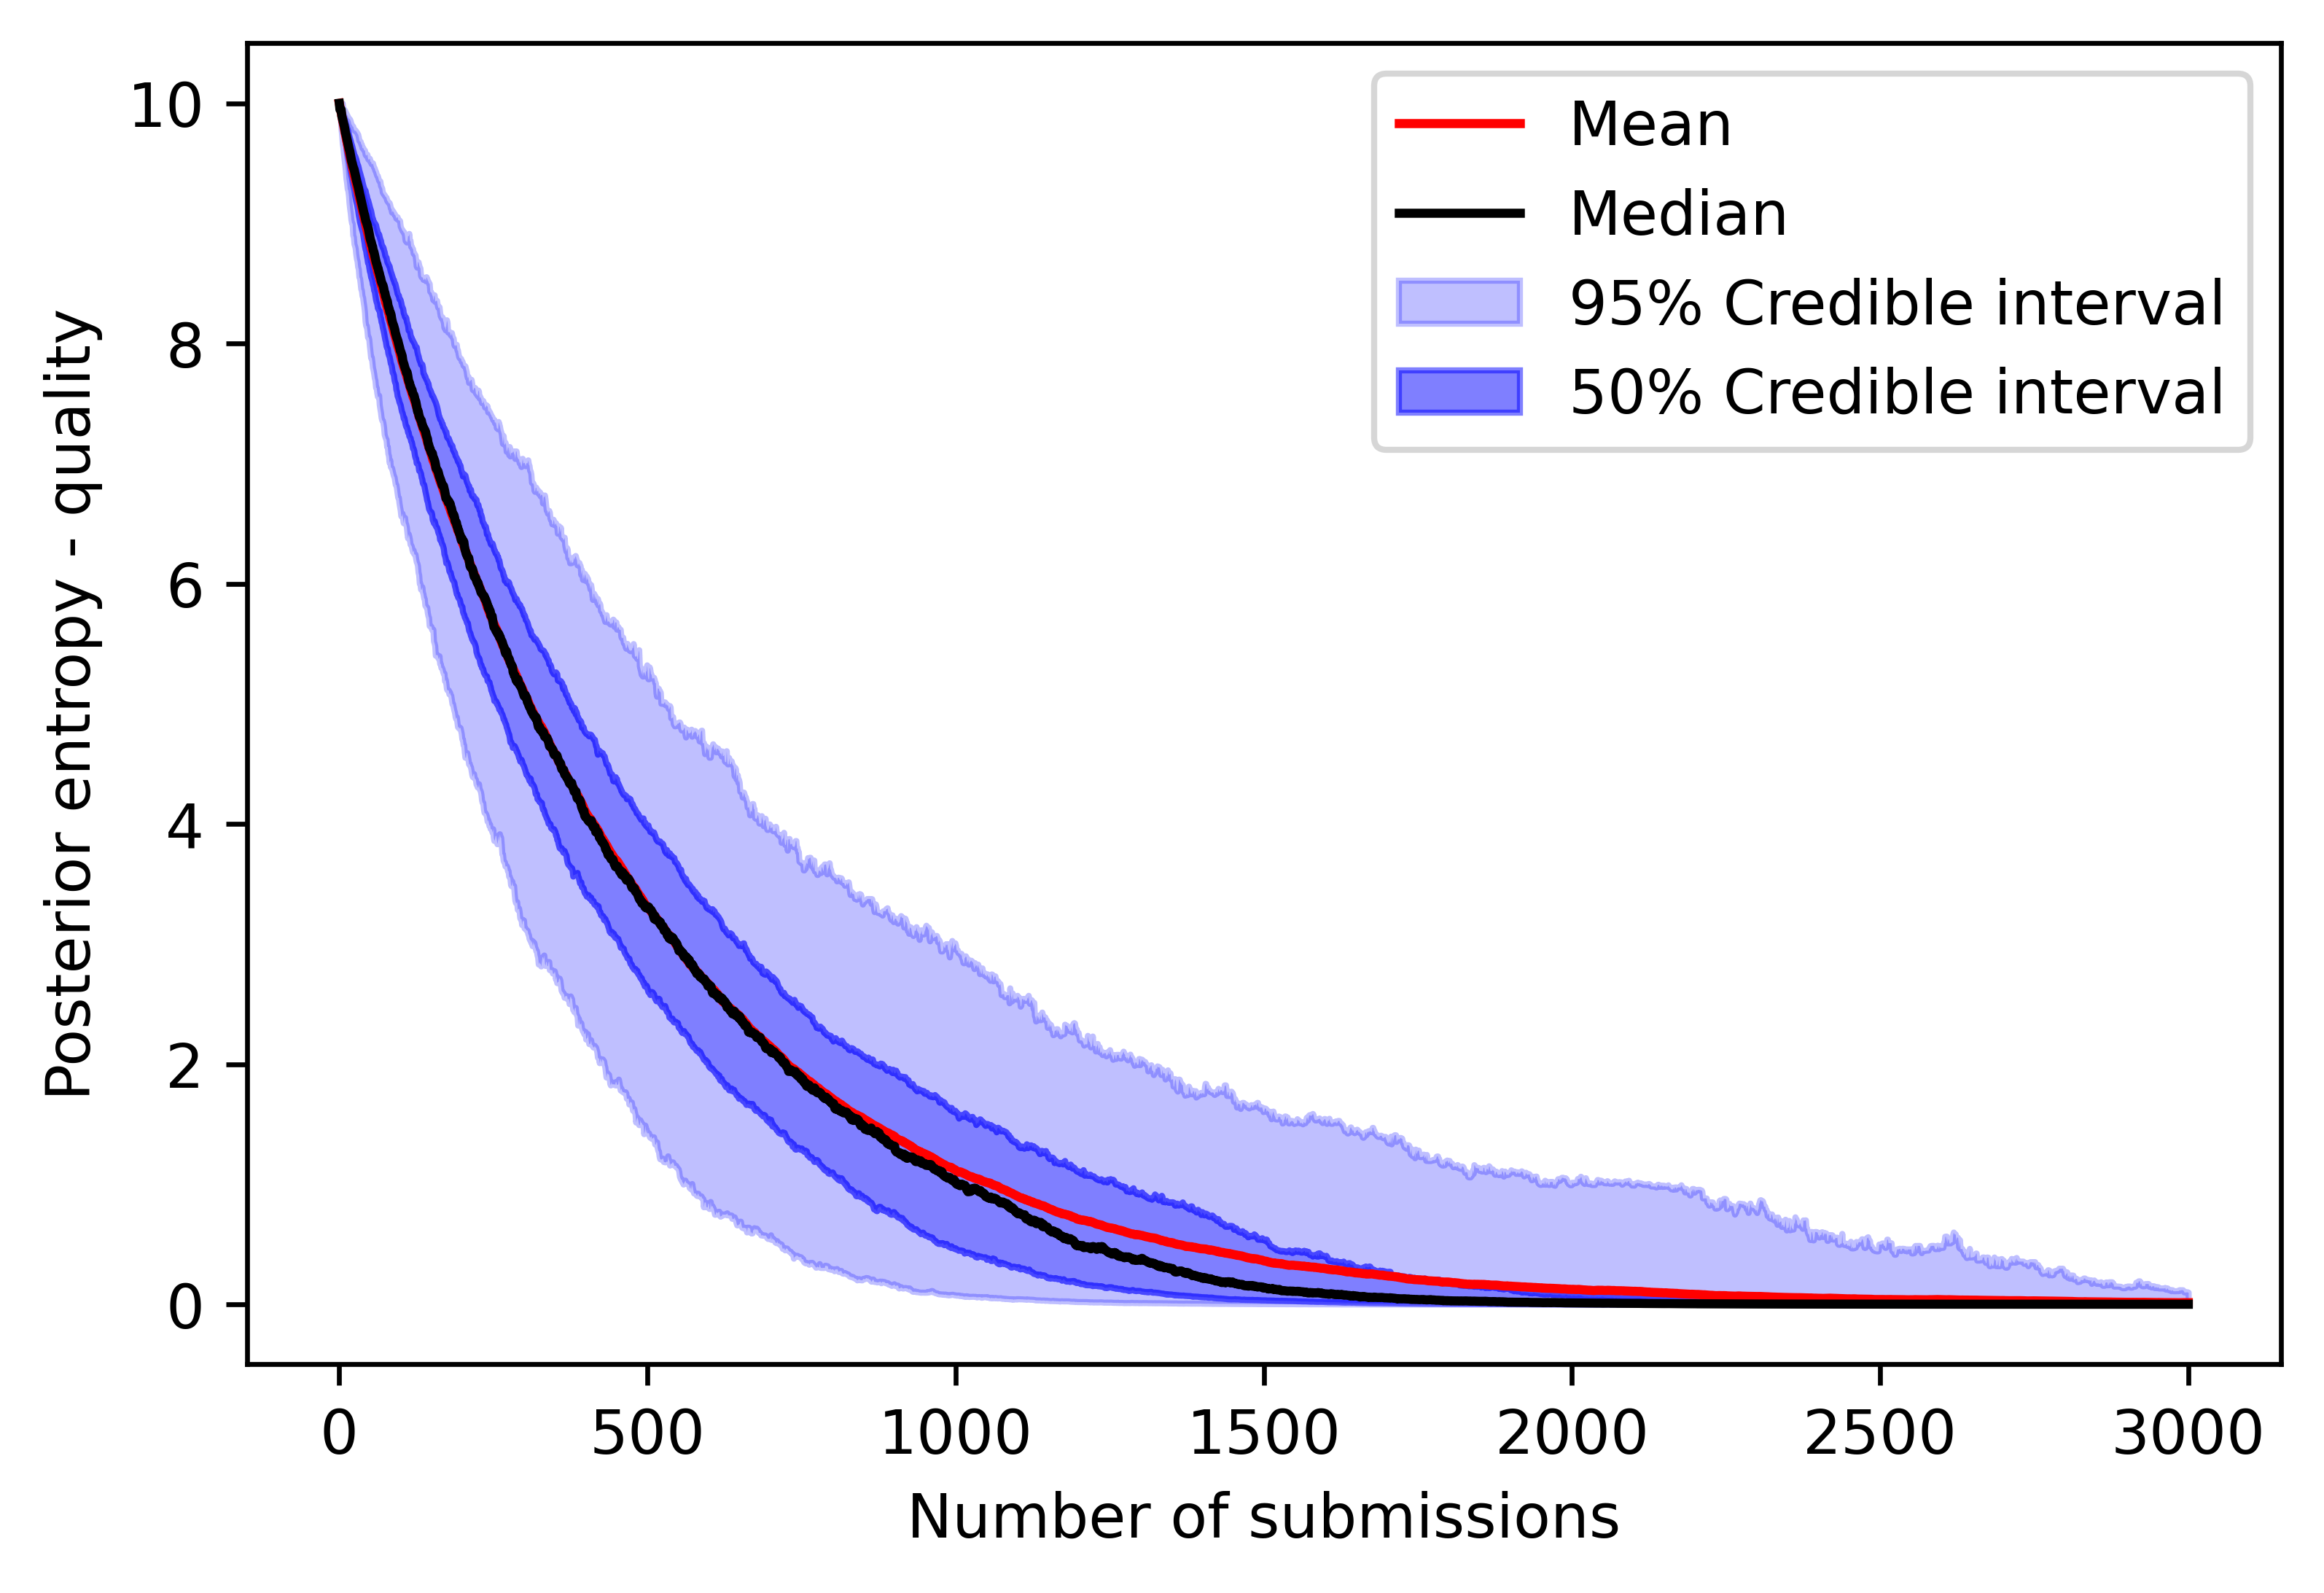 Mean
Median
95% Credible interval
50% Credible interval
Posterior entropy - quality
10
8
6
4
2
0
0 500 1000 1500 2000 2500 3000
Number of submissions